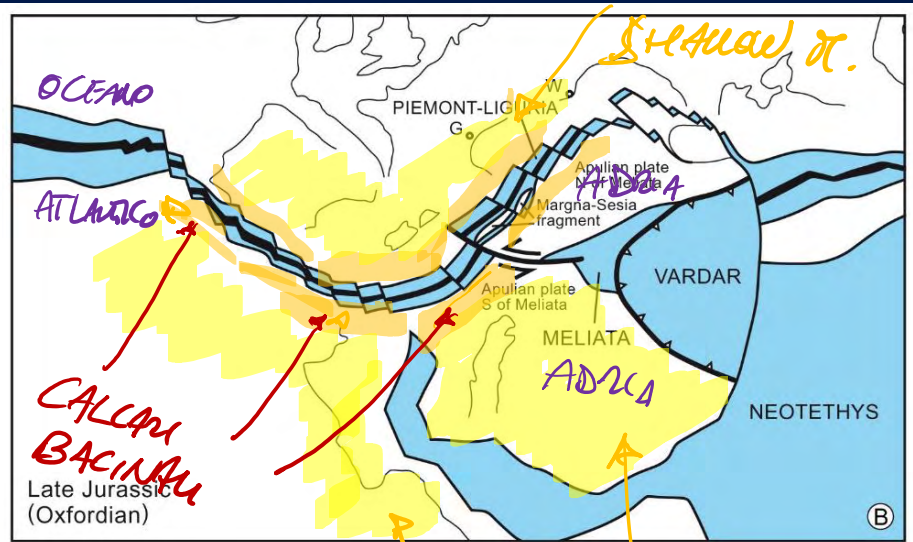 OCEANO
ATLANTICO
SHALLOW
W
PIEMONT-LIGURIA
G
Apulian plate
N of Meliata
ADRIA
Margna-Sesia
fragment
VARDAR
Apulian plate
S of Meliata
MELIATA
ADRIA
NEOTETHYS
CALCARI
BACINALI
Late Jurassic
(Oxfordian)
B